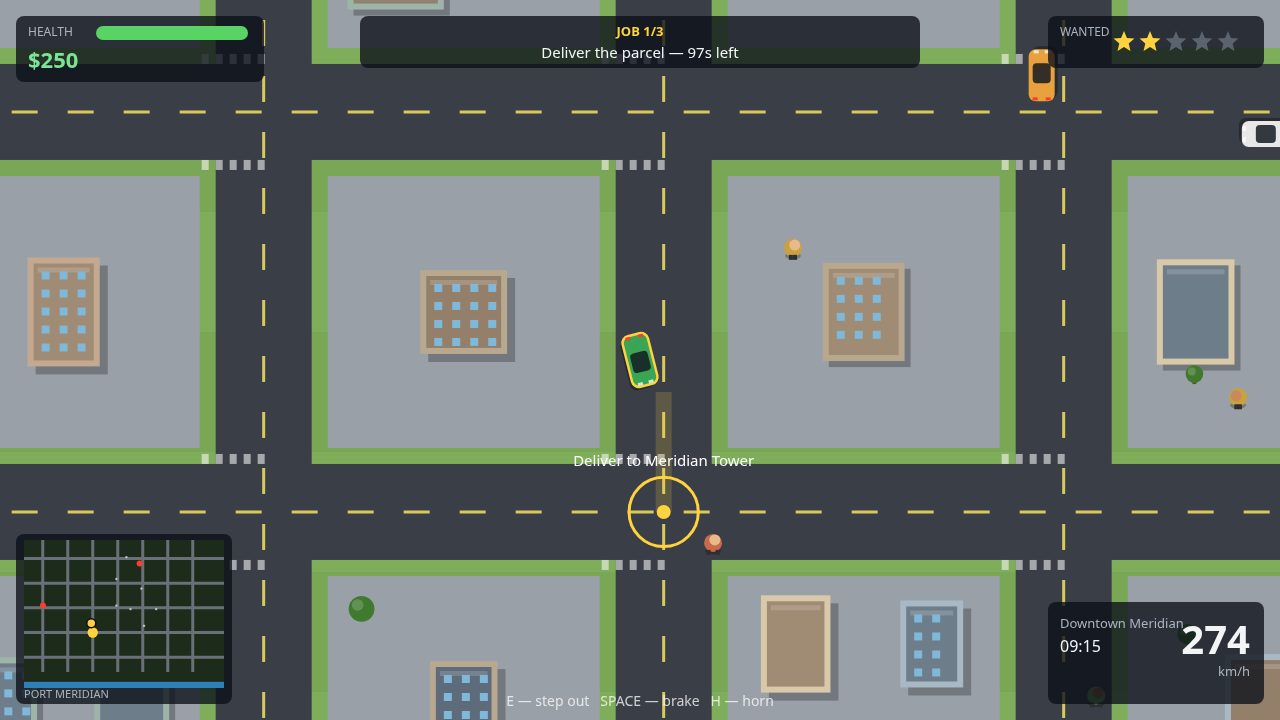 HEALTH
$250
JOB 1/3
Deliver the parcel — 97s left
WANTED
Deliver to Meridian Tower
PORT MERIDIAN
E — step out   SPACE — brake   H — horn
Downtown Meridian
09:15
274
km/h